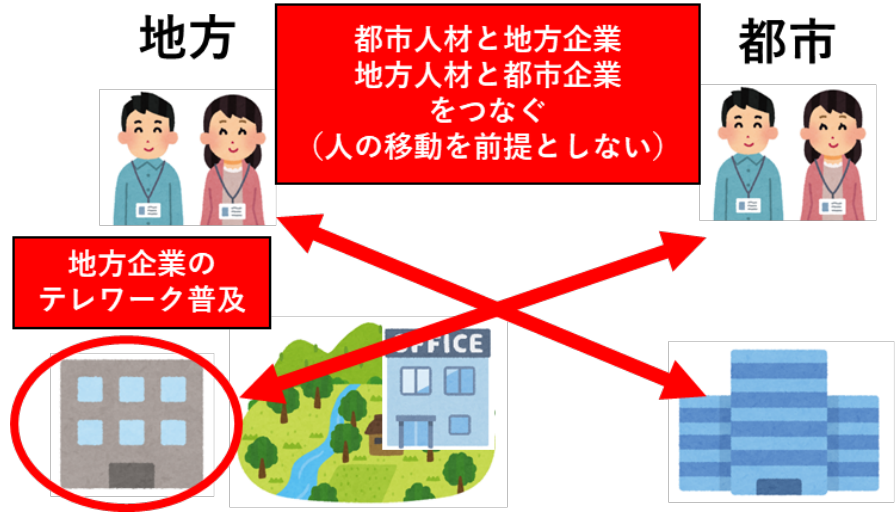 地方
都市人材と地方企業
地方人材と都市企業
をつなぐ
（人の移動を前提としない）
都市
地方企業の
テレワーク普及
OFFICE